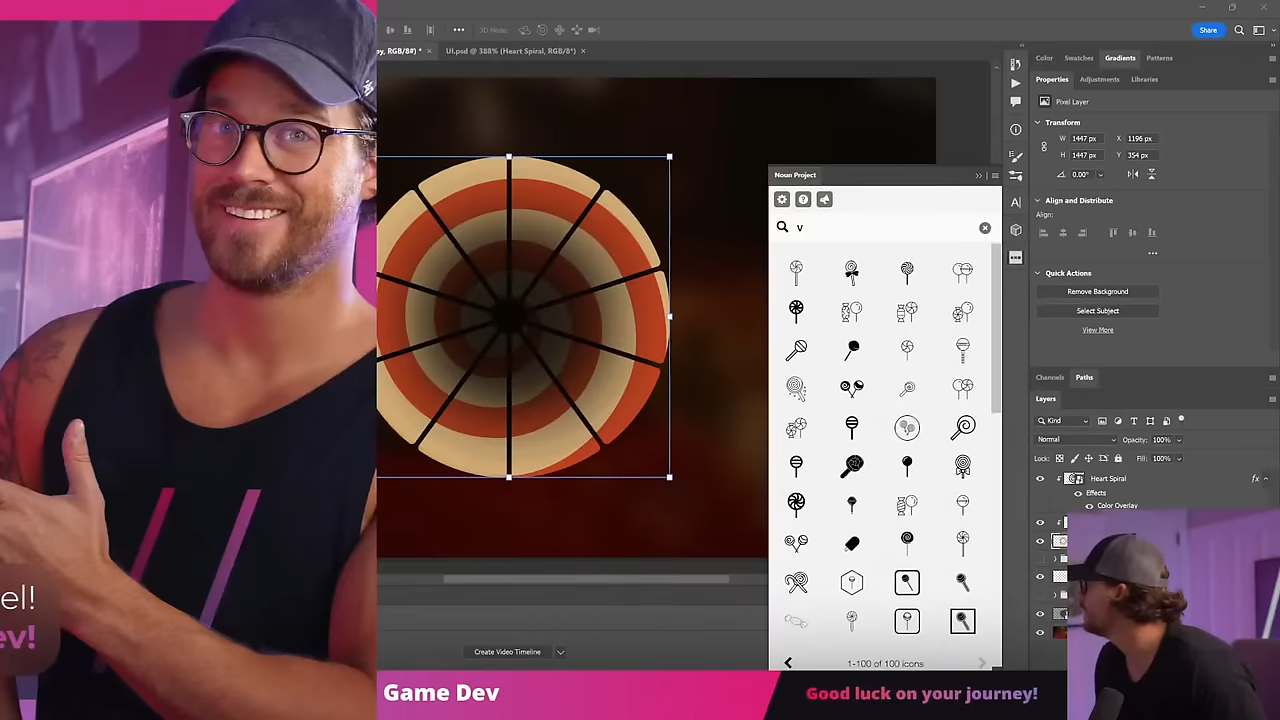 3D Mode:
Share
py, RGB/8#) *
UI.psd @ 388% (Heart Spiral, RGB/8*)
Color
Swatches
Gradients
Patterns
Properties
Adjustments
Libraries
Pixel Layer
Transform
W
1447 px
X
1196 px
H
1447 px
Y
354 px
0.00°
Align and Distribute
Align:
Quick Actions
Remove Background
Select Subject
View More
Channels
Paths
Layers
Kind
Normal
Opacity: 100%
Lock:
Fill: 100%
Heart Spiral
fx
Effects
Color Overlay
Noun Project
v
1-100 of 100 icons
Create Video Timeline
el!
ev!
Game Dev
Good luck on your journey!